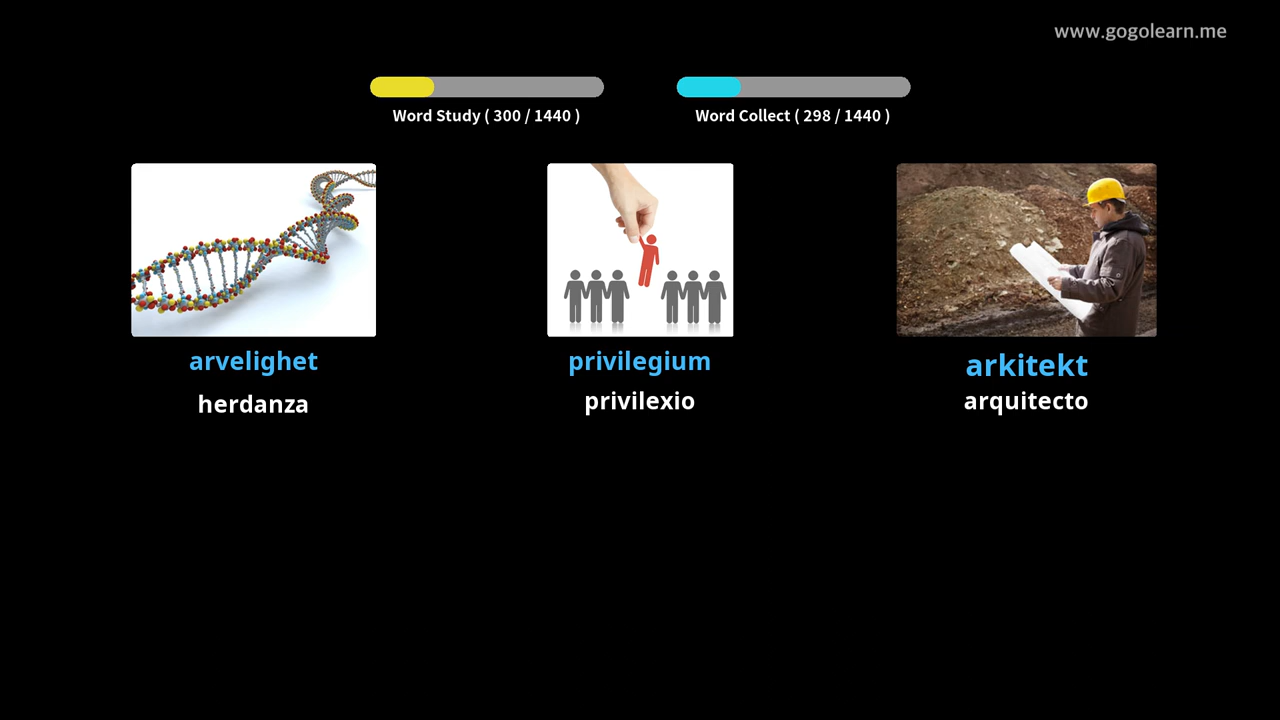 www.gogolearn.me
Word Study ( 300 / 1440 )
Word Collect ( 298 / 1440 )
arvelighet
herdanza
privilegium
privilexio
arkitekt
arquitecto